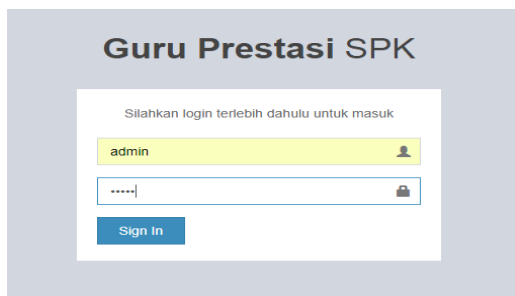 Guru Prestasi SPK
Silahkan login terlebih dahulu untuk masuk
admin
•••••
Sign In